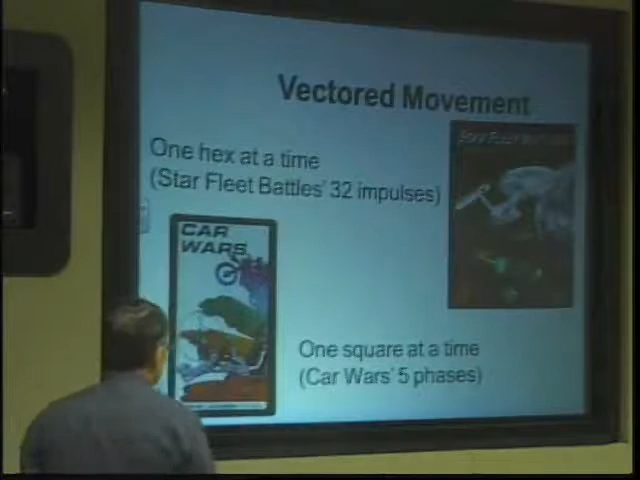 Vectored Movement
One hex at a time
(Star Fleet Battles' 32 impulses)
CAR
WARS
One square at a time
(Car Wars' 5 phases)